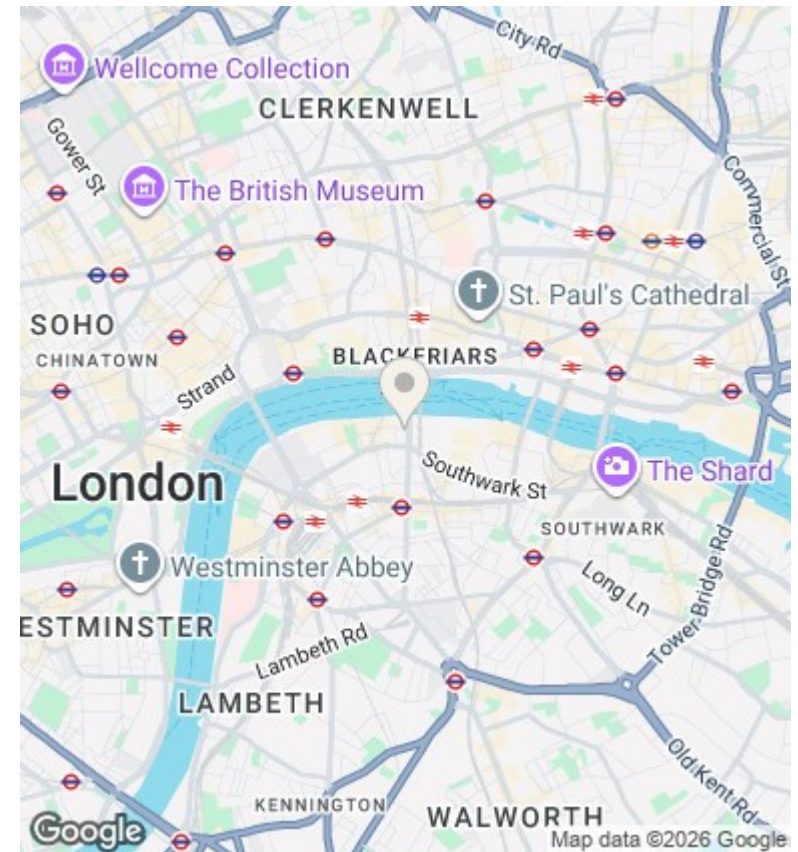 City Rd
Wellcome Collection
CLERKENWELL
Gower St
The British Museum
Commercial St
St. Paul's Cathedral
SOHO
CHINATOWN
BLACKFRIARS
Strand
London
Southwark St
The Shard
SOUTHWARK
Westminster Abbey
Long Ln
Tower Bridge Rd
ESTMINSTER
Lambeth Rd
LAMBETH
Old Kent Rd
KENNINGTON
WALWORTH
Google
Map data ©2026 Google